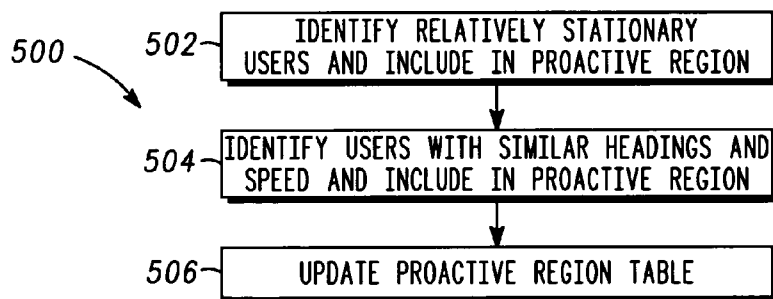 500
502
IDENTIFY RELATIVELY STATIONARY
USERS AND INCLUDE IN PROACTIVE REGION
504
IDENTIFY USERS WITH SIMILAR HEADINGS AND
SPEED AND INCLUDE IN PROACTIVE REGION
506
UPDATE PROACTIVE REGION TABLE